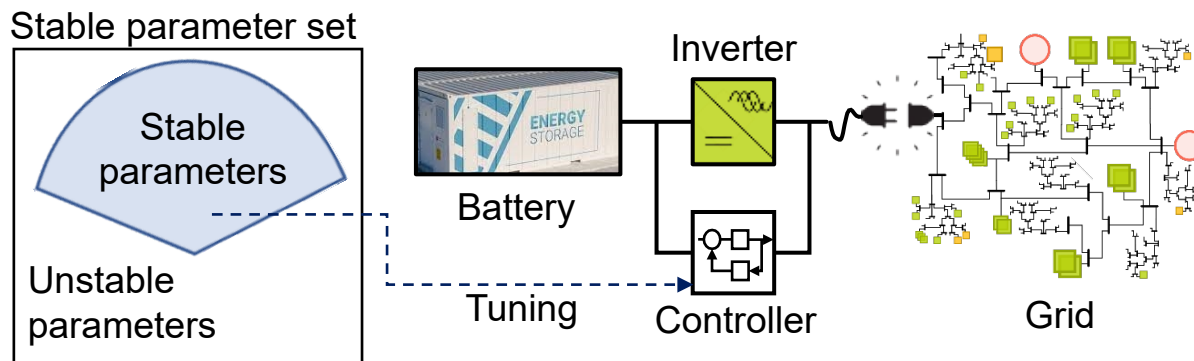 Stable parameter set
Stable
parameters
Unstable
parameters
Tuning
ENERGY
STORAGE
Battery
Inverter
Controller
Grid